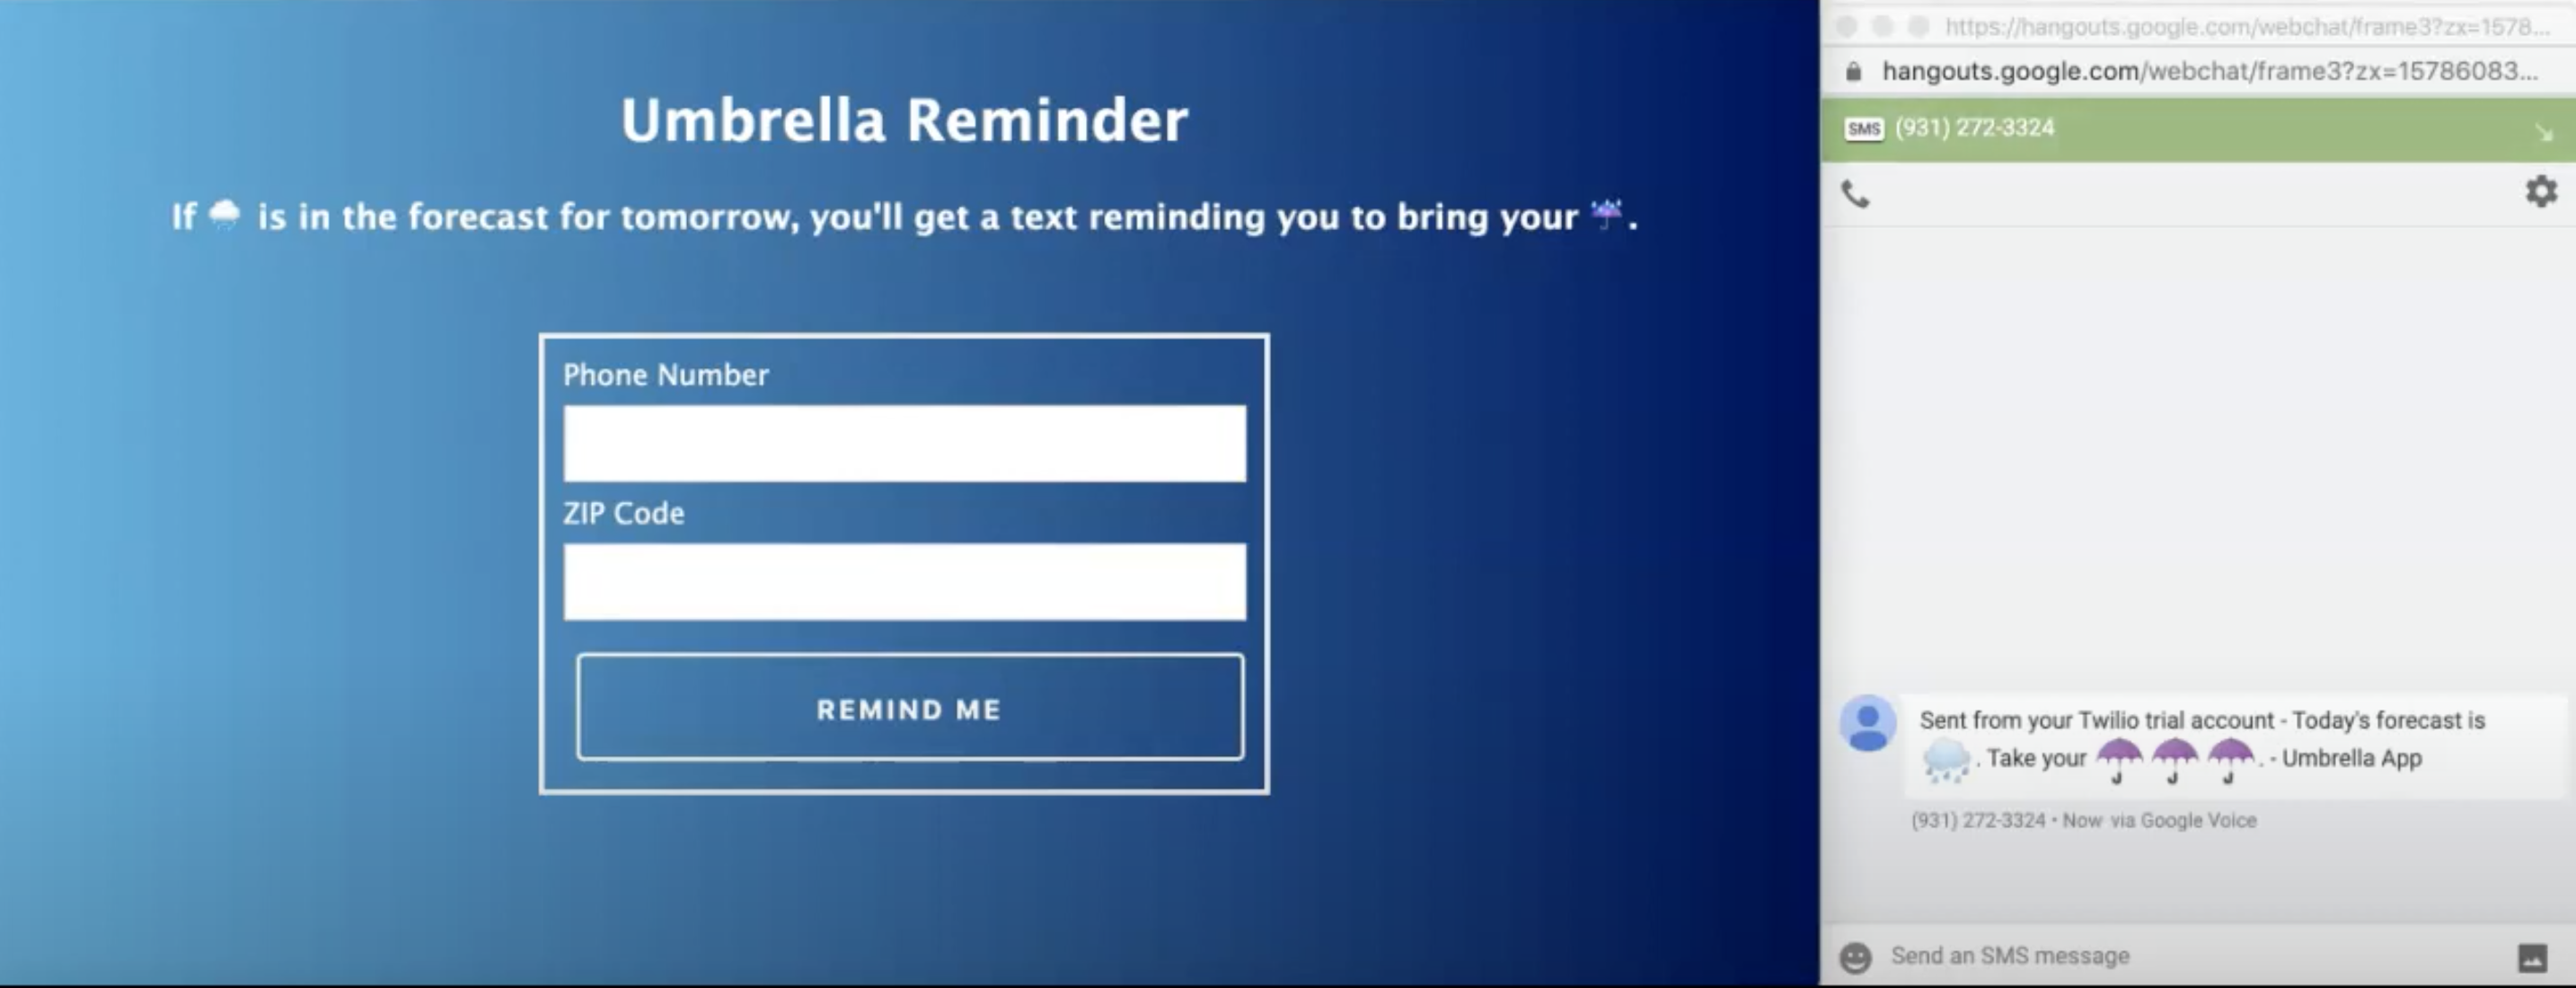 Umbrella Reminder
If 🌧 is in the forecast for tomorrow, you'll get a text reminding you to bring your ☔.
Phone Number
ZIP Code
REMIND ME
https://hangouts.google.com/webchat/frame3?zx=1578...
hangouts.google.com/webchat/frame3?zx=15786083...
SMS (931) 272-3324
Sent from your Twilio trial account - Today's forecast is
🌧. Take your ☂☂☂. - Umbrella App
(931) 272-3324 • Now via Google Voice
Send an SMS message